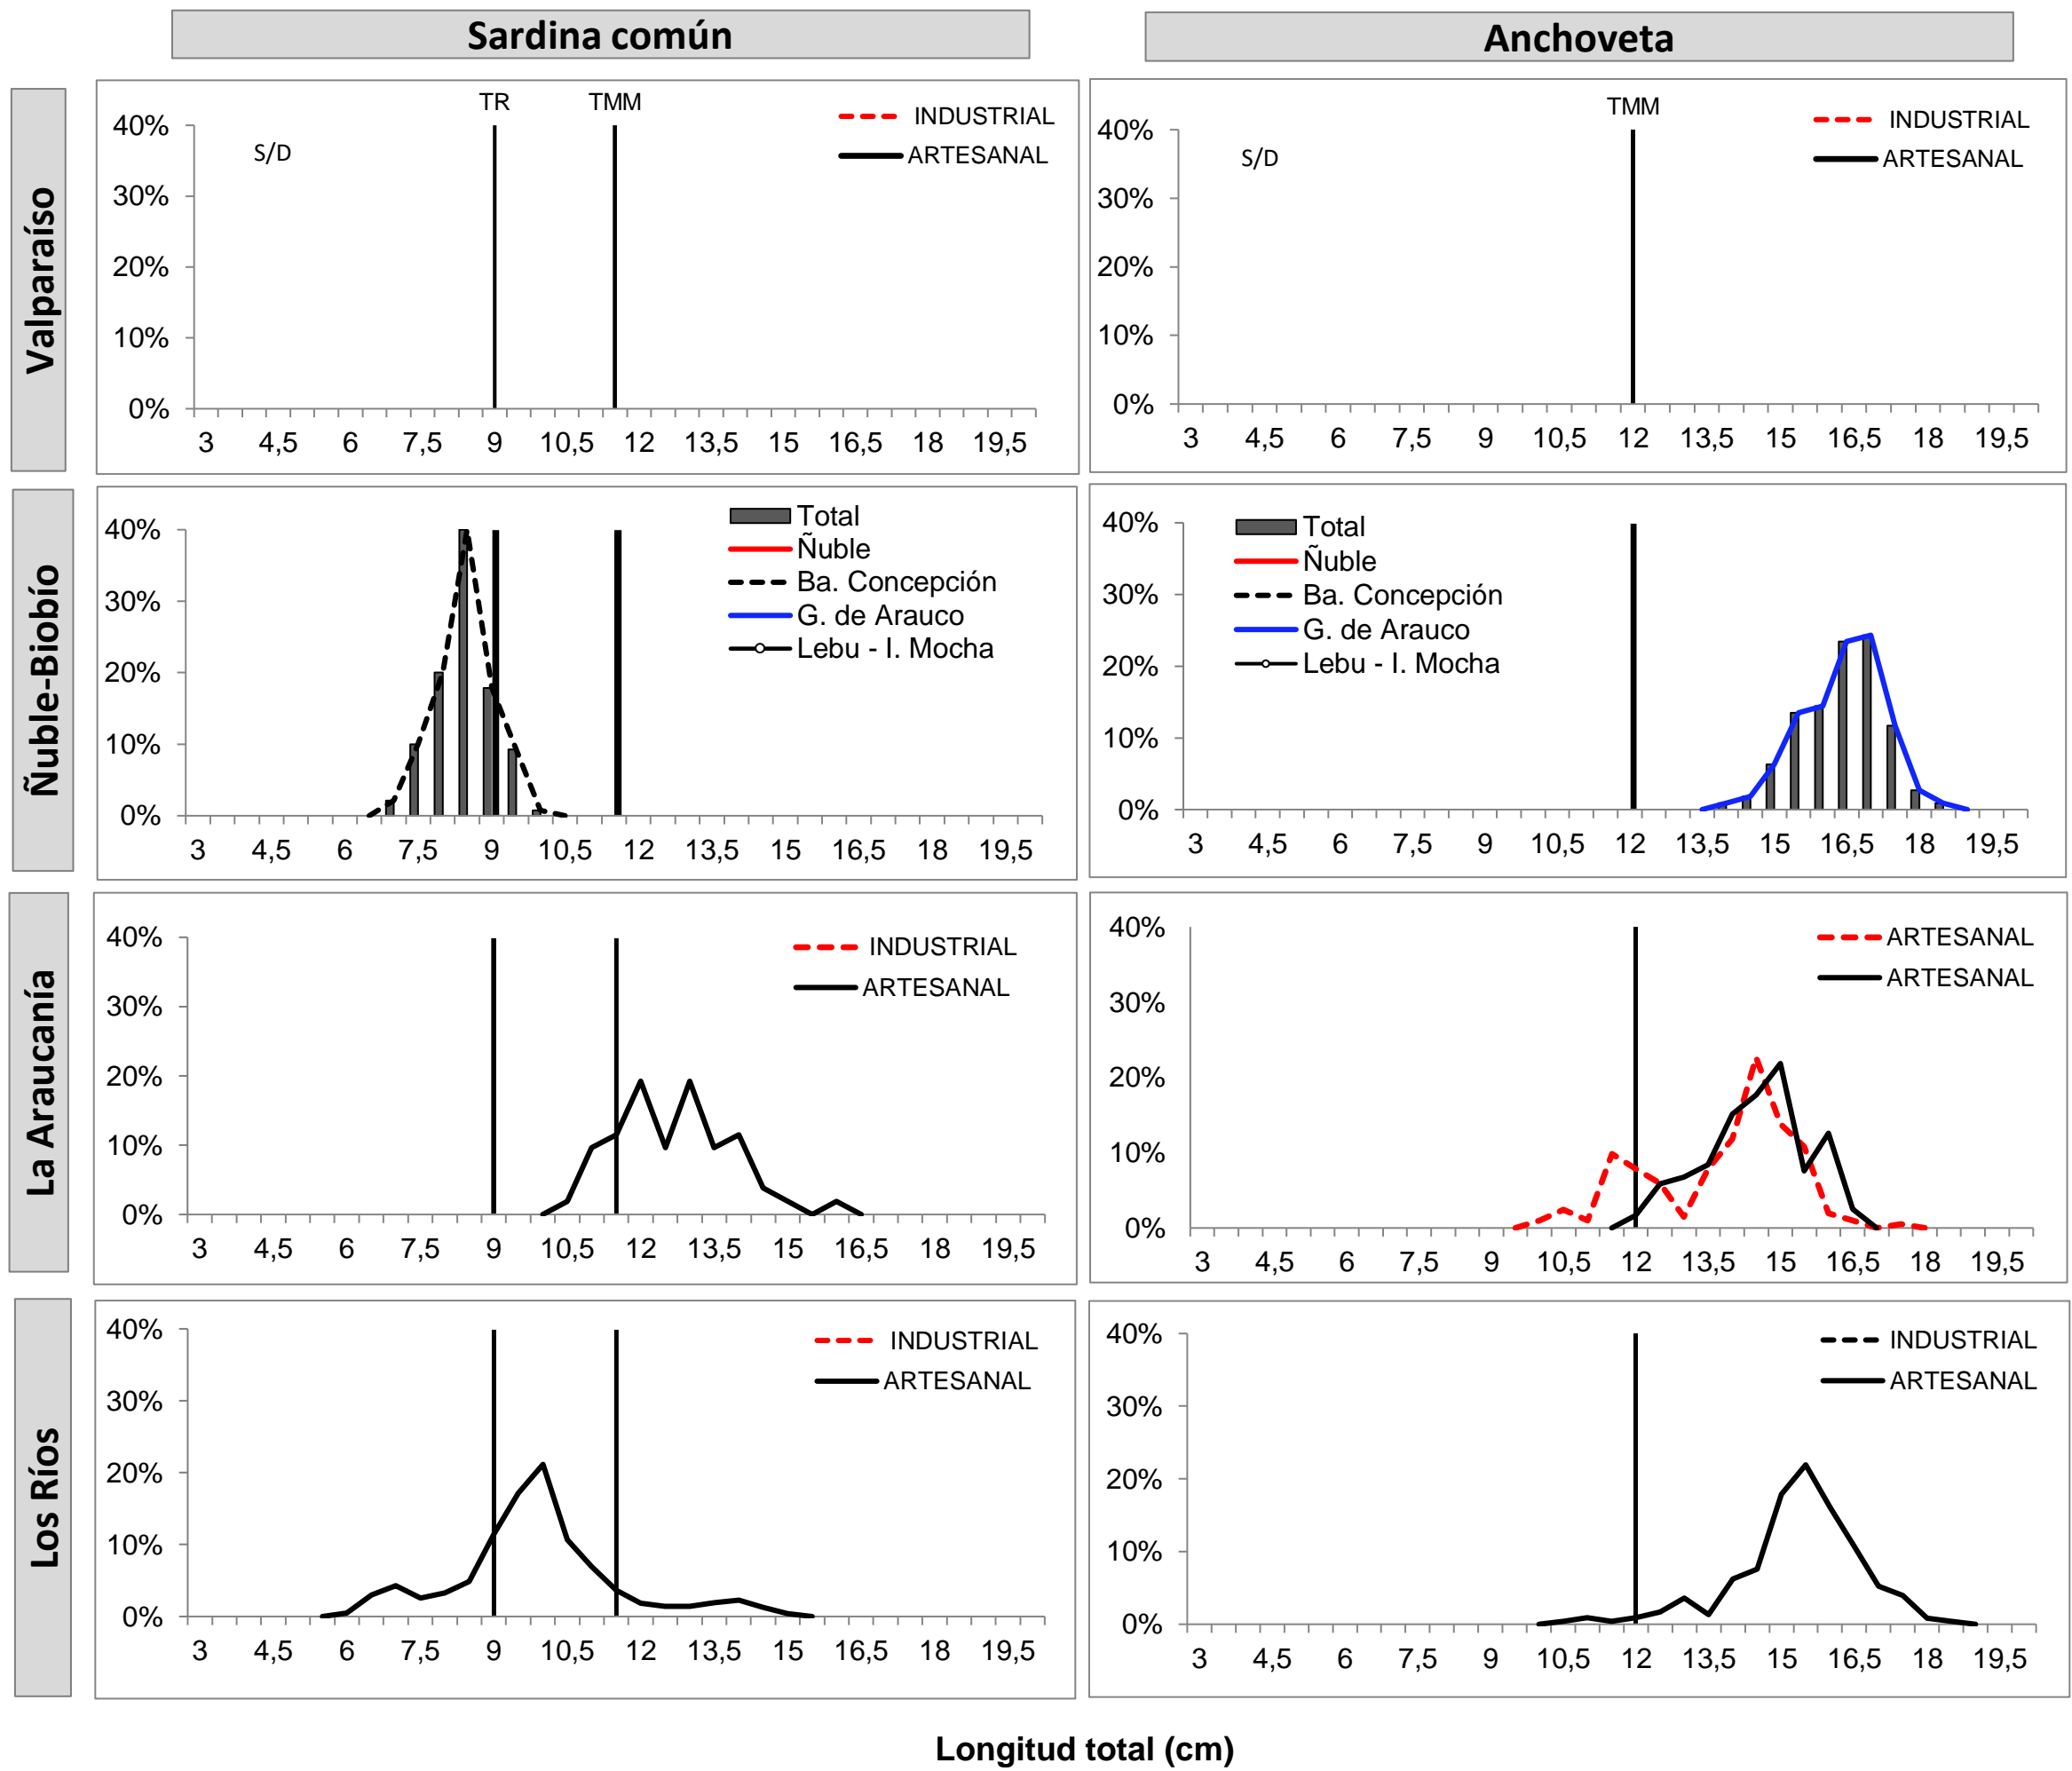 Sardina común
Anchoveta
Valparaíso
TR TMM
INDUSTRIAL
ARTESANAL
S/D
40%
30%
20%
10%
0%
3 4,5 6 7,5 9 10,5 12 13,5 15 16,5 18 19,5
TMM
INDUSTRIAL
ARTESANAL
S/D
40%
30%
20%
10%
0%
3 4,5 6 7,5 9 10,5 12 13,5 15 16,5 18 19,5
Ñuble-Biobío
Total
Ñuble
Ba. Concepción
G. de Arauco
Lebu - I. Mocha
40%
30%
20%
10%
0%
3 4,5 6 7,5 9 10,5 12 13,5 15 16,5 18 19,5
Total
Ñuble
Ba. Concepción
G. de Arauco
Lebu - I. Mocha
40%
30%
20%
10%
0%
3 4,5 6 7,5 9 10,5 12 13,5 15 16,5 18 19,5
La Araucanía
INDUSTRIAL
ARTESANAL
40%
30%
20%
10%
0%
3 4,5 6 7,5 9 10,5 12 13,5 15 16,5 18 19,5
ARTESANAL
ARTESANAL
40%
30%
20%
10%
0%
3 4,5 6 7,5 9 10,5 12 13,5 15 16,5 18 19,5
Los Ríos
INDUSTRIAL
ARTESANAL
40%
30%
20%
10%
0%
3 4,5 6 7,5 9 10,5 12 13,5 15 16,5 18 19,5
INDUSTRIAL
ARTESANAL
40%
30%
20%
10%
0%
3 4,5 6 7,5 9 10,5 12 13,5 15 16,5 18 19,5
Longitud total (cm)